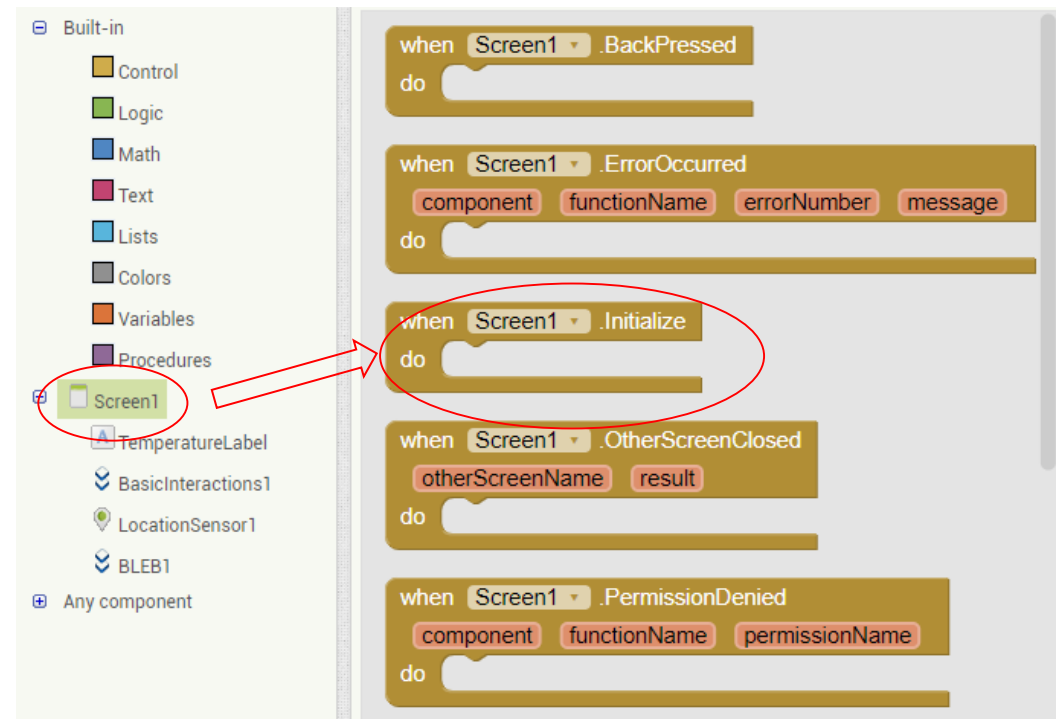 Built-in
Control
Logic
Math
Text
Lists
Colors
Variables
Procedures
Screen1
A TemperatureLabel
BasicInteractions1
LocationSensor1
BLEB1
Any component
when Screen1 .BackPressed
do
when Screen1 .ErrorOccurred
component functionName errorNumber message
do
when Screen1 .Initialize
do
when Screen1 .OtherScreenClosed
otherScreenName result
do
when Screen1 .PermissionDenied
component functionName permissionName
do